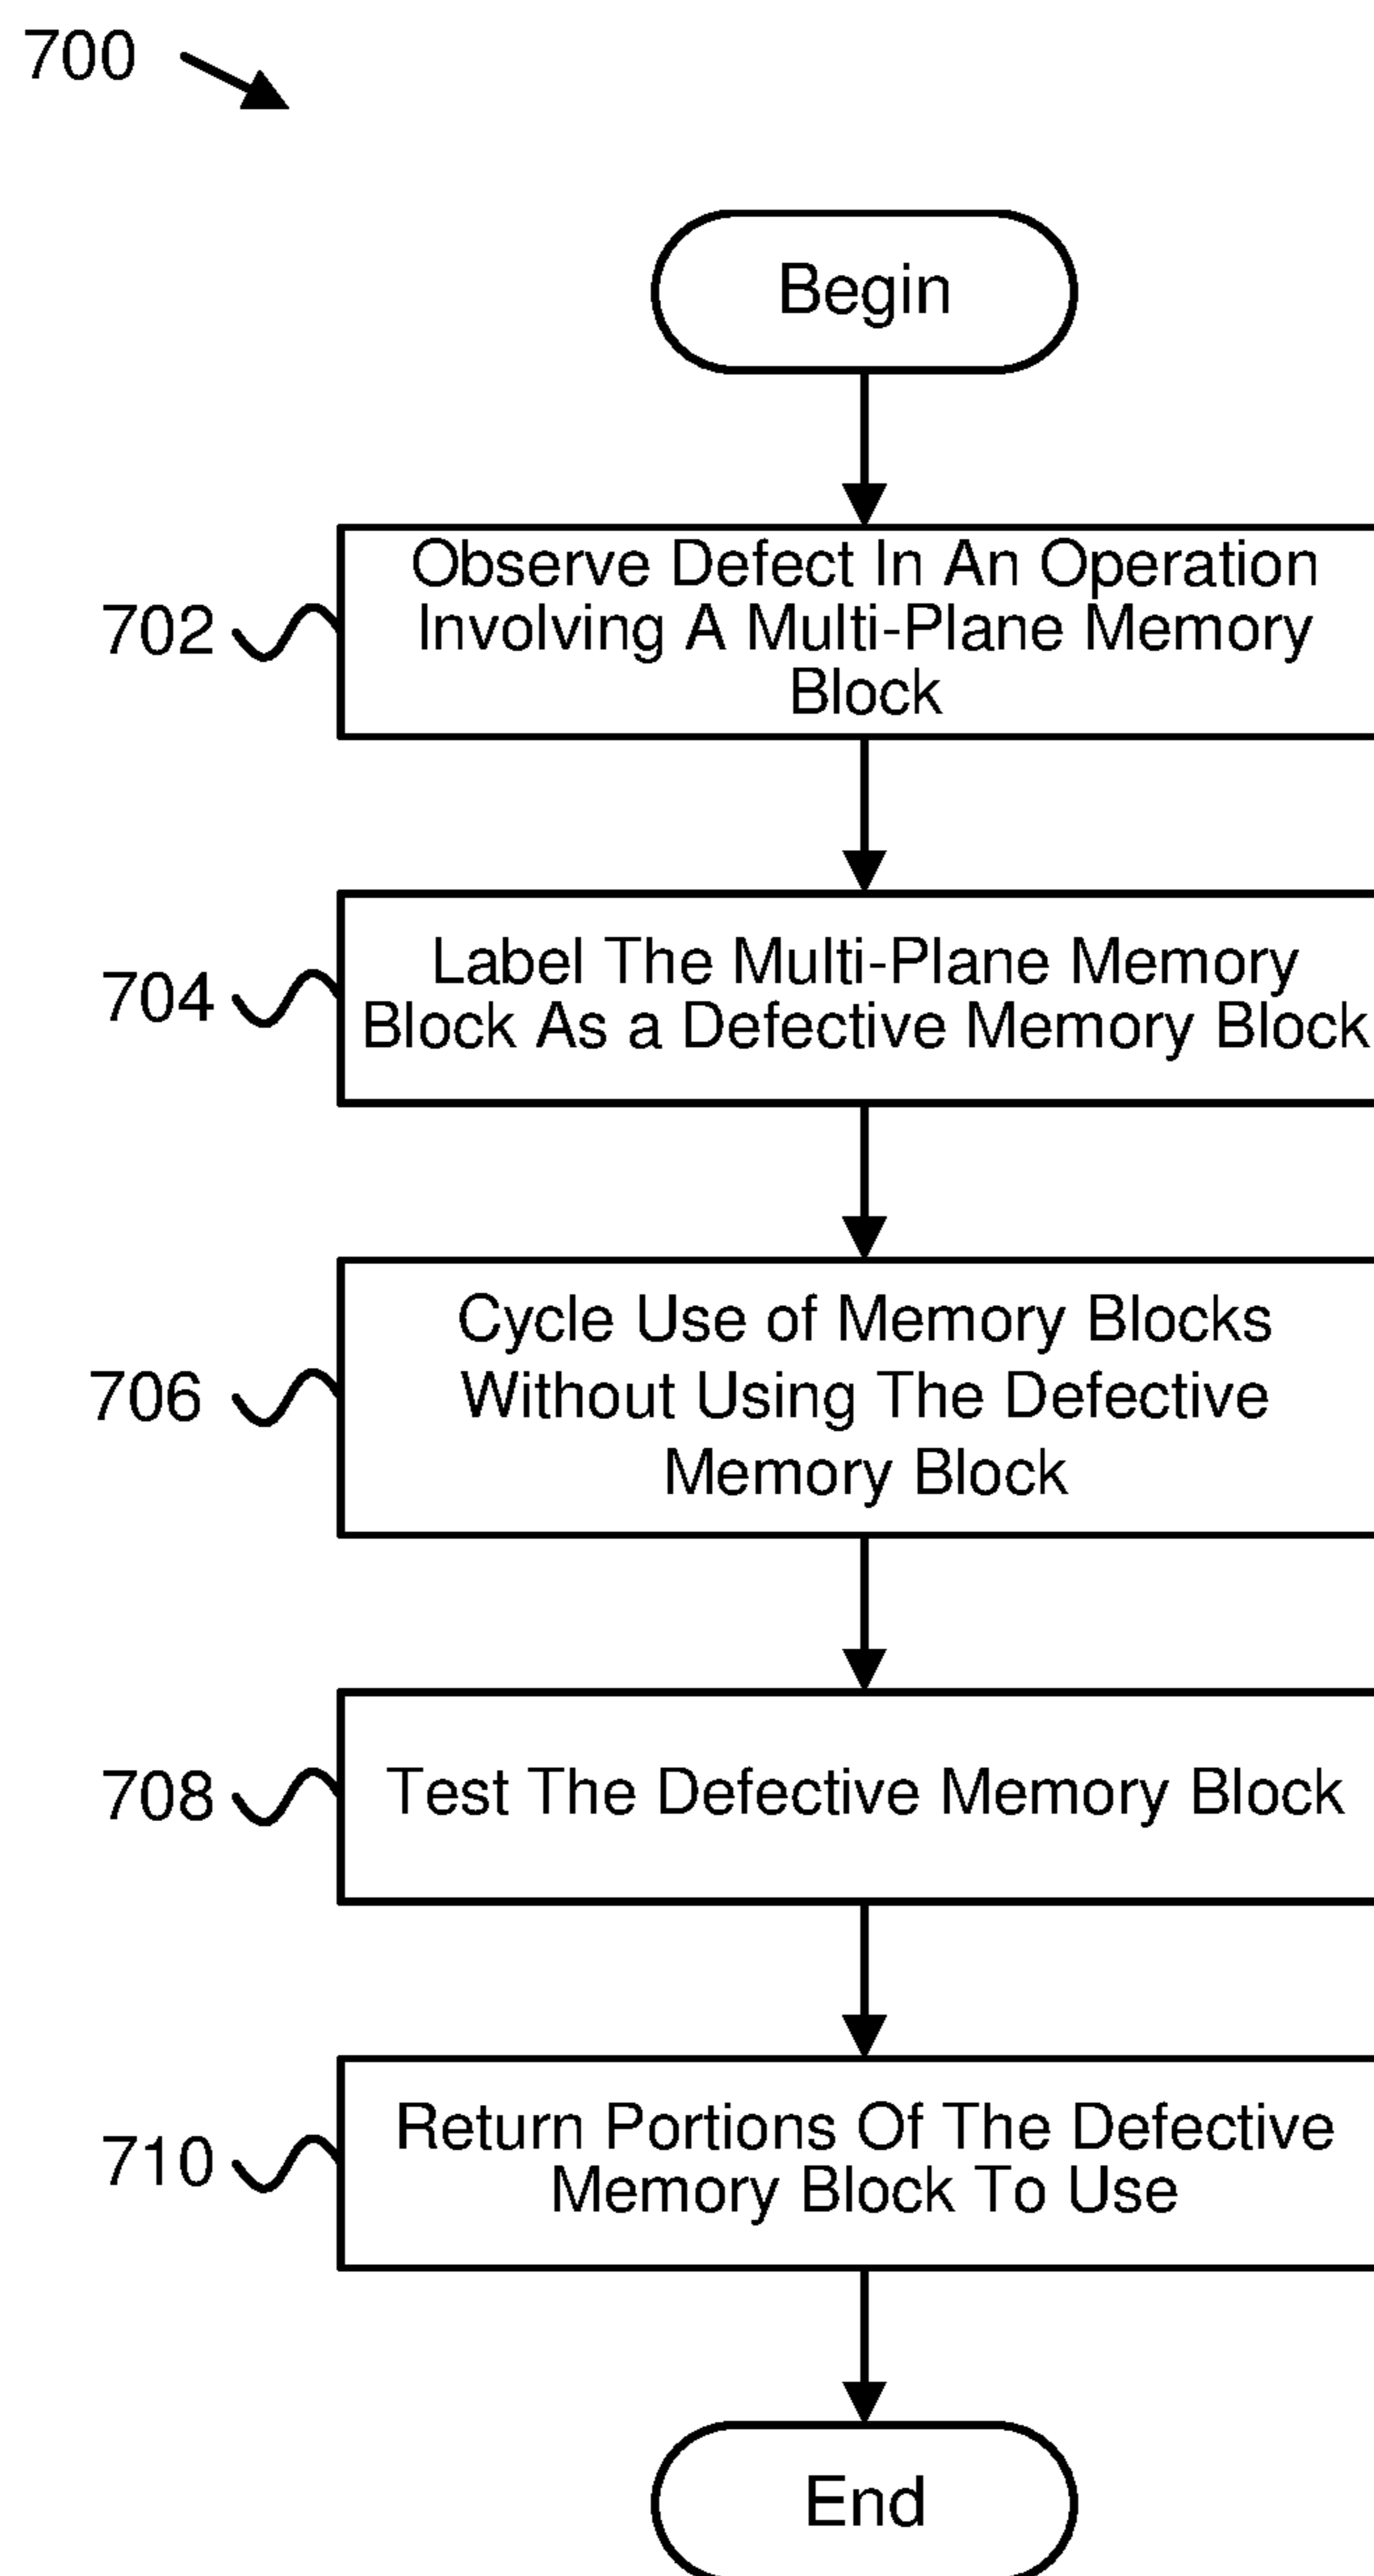 700
Begin
702
Observe Defect In An Operation
Involving A Multi-Plane Memory
Block
704
Label The Multi-Plane Memory
Block As a Defective Memory Block
706
Cycle Use of Memory Blocks
Without Using The Defective
Memory Block
708
Test The Defective Memory Block
710
Return Portions Of The Defective
Memory Block To Use
End